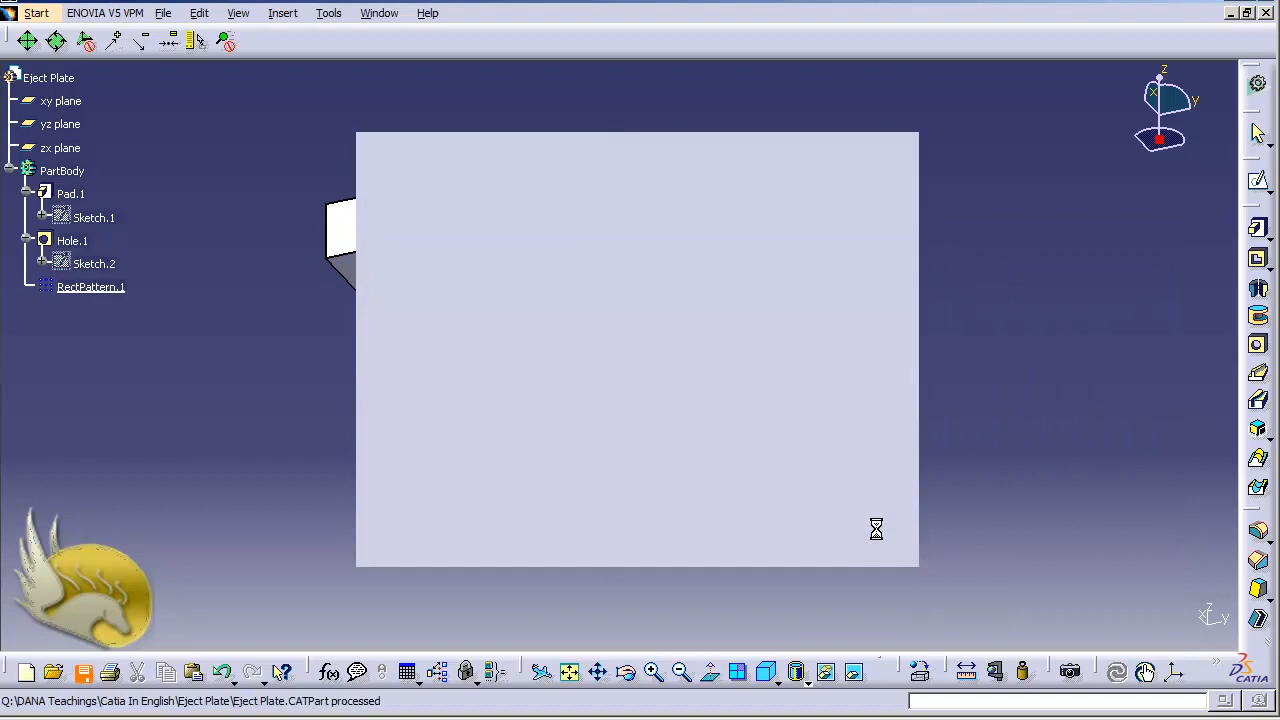 Start ENOVIA V5 VPM File Edit View Insert Tools Window Help
Eject Plate
xy plane
yz plane
zx plane
PartBody
Pad.1
Sketch.1
Hole.1
Sketch.2
RectPattern.1
z
x
y
z
x y
f(x)
CATIA
Q:\DANA Teachings\Catia In English\Eject Plate\Eject Plate.CATPart processed